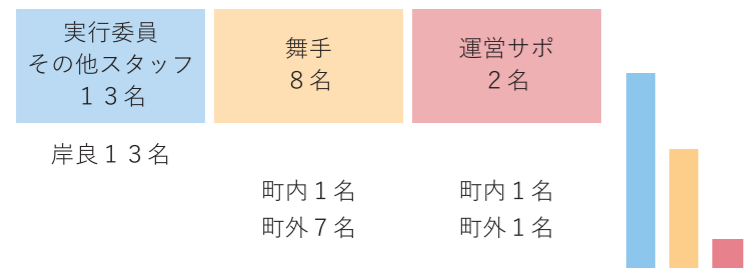 実行委員
その他スタッフ
１３名
舞手
８名
運営サポ
２名
岸良１３名
町内１名
町外７名
町内１名
町外１名